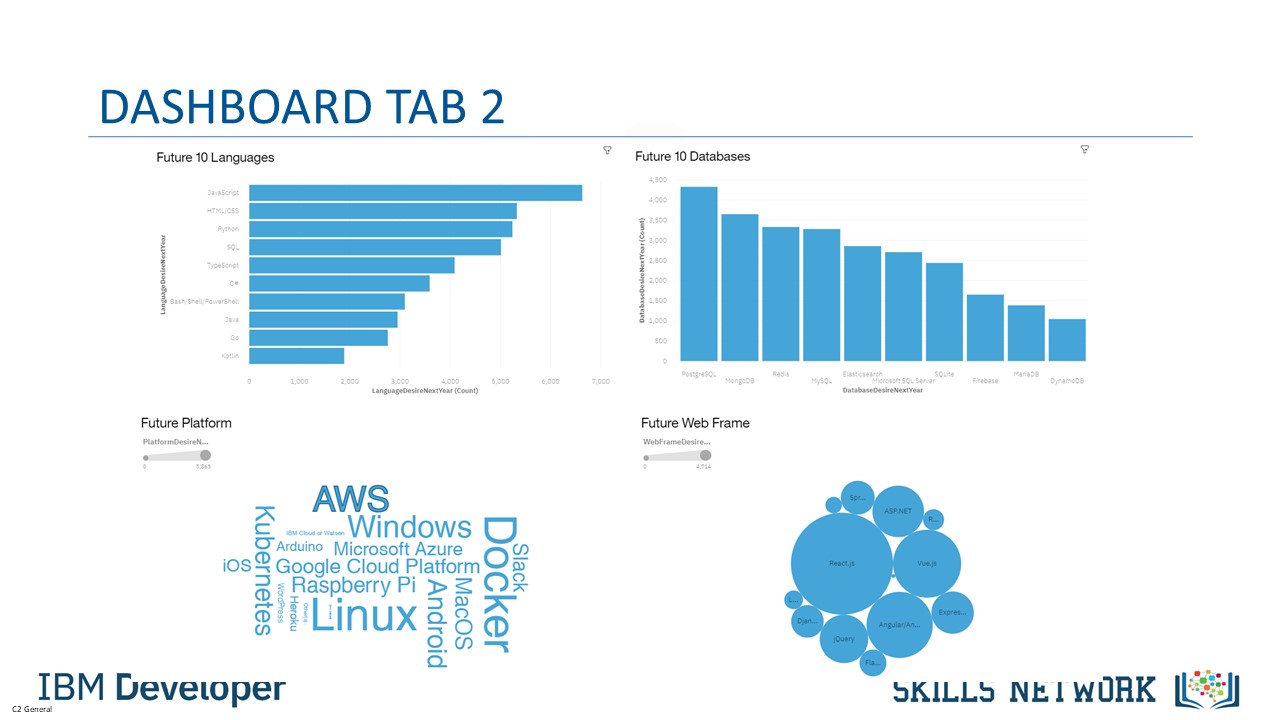 DASHBOARD TAB 2
Future 10 Languages
LanguageDesireNextYear
JavaScript
HTML/CSS
Python
SQL
TypeScript
C#
Bash/Shell/PowerShell
Java
Go
Kotlin
0 1,000 2,000 3,000 4,000 5,000 6,000 7,000
LanguageDesireNextYear (Count)
Future 10 Databases
DatabaseDesireNextYear (Count)
4,500
4,000
3,500
3,000
2,500
2,000
1,500
1,000
500
0
PostgreSQL MongoDB Redis MySQL Elasticsearch Microsoft SQL Server SQLite Firebase MariaDB DynamoDB
DatabaseDesireNextYear
Future Platform
PlatformDesireN...
0
AWS
Kubernetes
IBM Cloud or Watson
Windows
Docker
Slack
Arduino
Microsoft Azure
iOS
Google Cloud Platform
WordPress
Raspberry Pi
Heroku
Linux
Android
MacOS
Future Web Frame
WebFrameDesire...
0 4,714
Spr...
ASP.NET
R...
React.js
Vue.js
L...
Djan...
Expres...
Angular/An...
jQuery
Fla...
IBM Developer
SKILLS NETWORK
C2 General